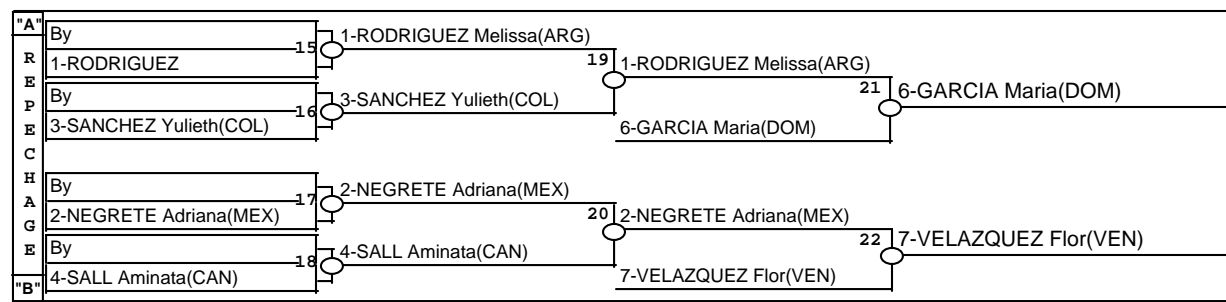 "A"
REPECHAGE
"B"
By
15
1-RODRIGUEZ
1-RODRIGUEZ Melissa(ARG)
By
16
3-SANCHEZ Yulieth(COL)
3-SANCHEZ Yulieth(COL)
19
1-RODRIGUEZ Melissa(ARG)
6-GARCIA Maria(DOM)
21
6-GARCIA Maria(DOM)
By
17
2-NEGRETE Adriana(MEX)
2-NEGRETE Adriana(MEX)
By
18
4-SALL Aminata(CAN)
4-SALL Aminata(CAN)
20
2-NEGRETE Adriana(MEX)
7-VELAZQUEZ Flor(VEN)
22
7-VELAZQUEZ Flor(VEN)